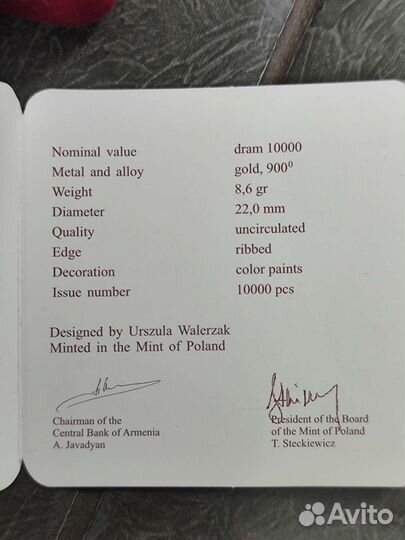 Nominal value dram 10000
Metad and alloy gold, 900⁰
Weight 8,6 gr
Diameter 22,0 mm
Quality uncirculated
Edge ribbed
Decoration color paints
Issue number 10000 pcs
Designed by Urszula Walerzak
Minted in the Mint of Poland
Chairman of the
Central Bank of Armenia
A. Javadyan
President of the Board
of the Mint of Poland
T. Steckiewicz
Avito